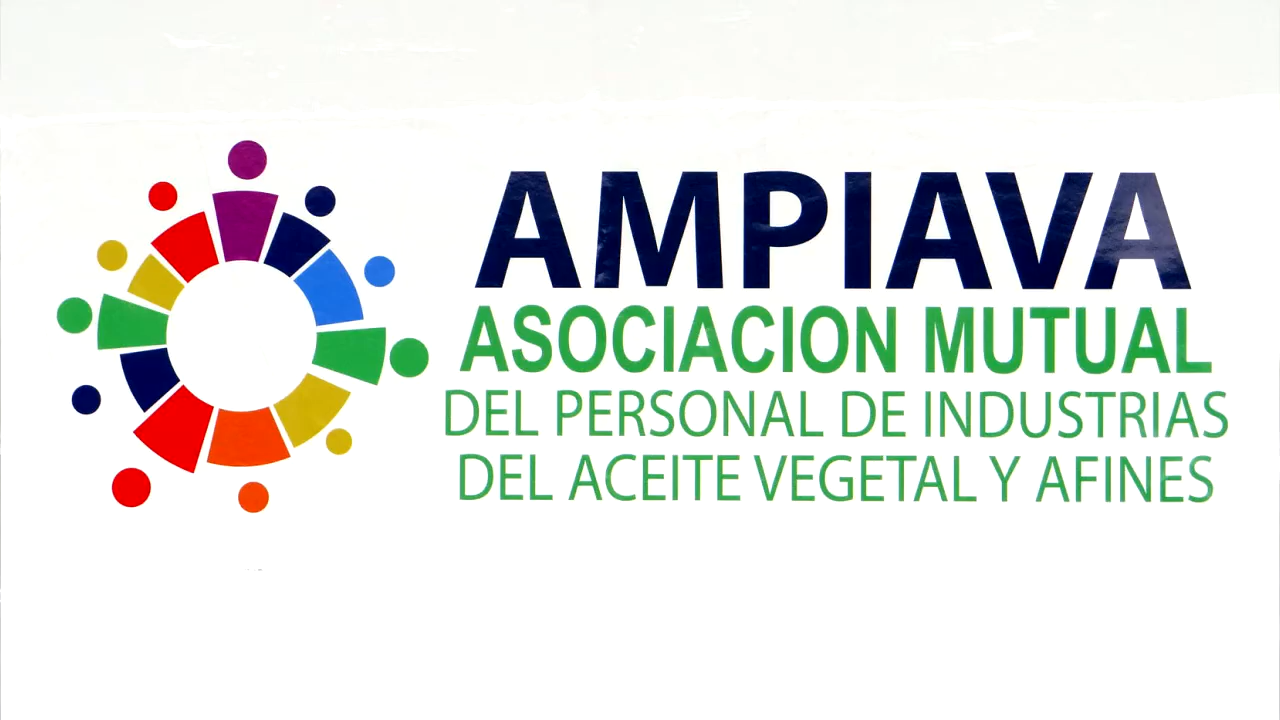 AMPIAVA
ASOCIACION MUTUAL
DEL PERSONAL DE INDUSTRIAS
DEL ACEITE VEGETAL Y AFINES